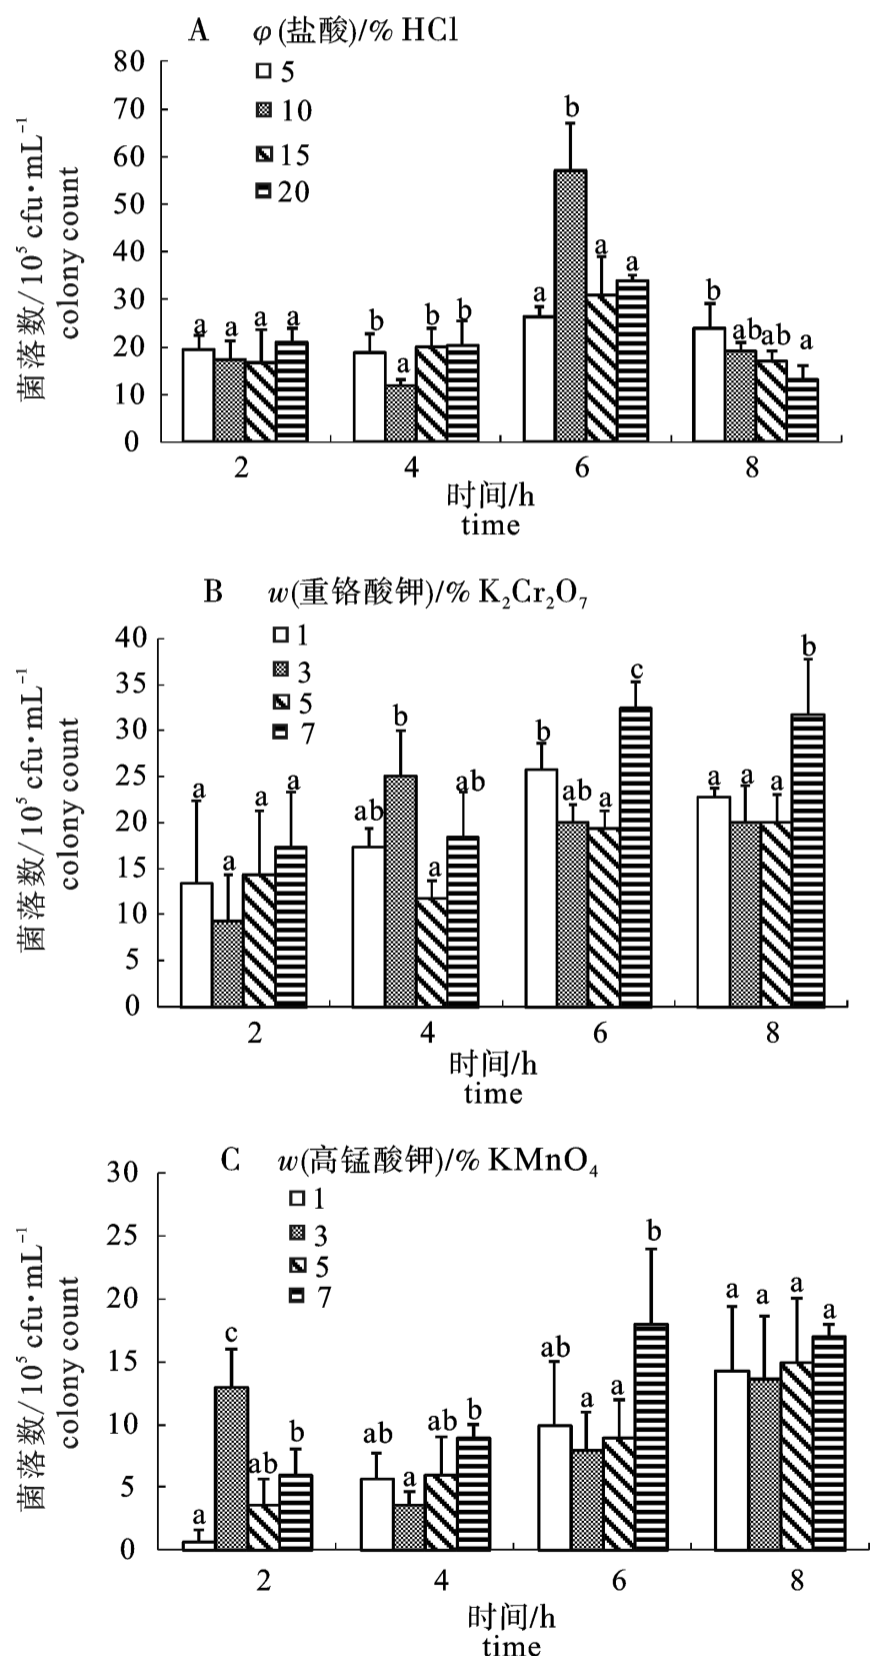 A φ(盐酸)/% HCl
5
10
15
20
菌落数/10⁵ cfu·mL⁻¹
colony count
80
70
60
50
40
30
20
10
0
a a a a
b a b b
a b a a
b ab ab a
2 4 6 8
时间/h
time
B w(重铬酸钾)/% K₂Cr₂O₇
1
3
5
7
菌落数/10⁵ cfu·mL⁻¹
colony count
40
35
30
25
20
15
10
5
0
a a a a
ab b a ab
b ab a c
a a a b
2 4 6 8
时间/h
time
C w(高锰酸钾)/% KMnO₄
1
3
5
7
菌落数/10⁵ cfu·mL⁻¹
colony count
30
25
20
15
10
5
0
a c ab b
ab a ab b
ab a a b
a a a a
2 4 6 8
时间/h
time